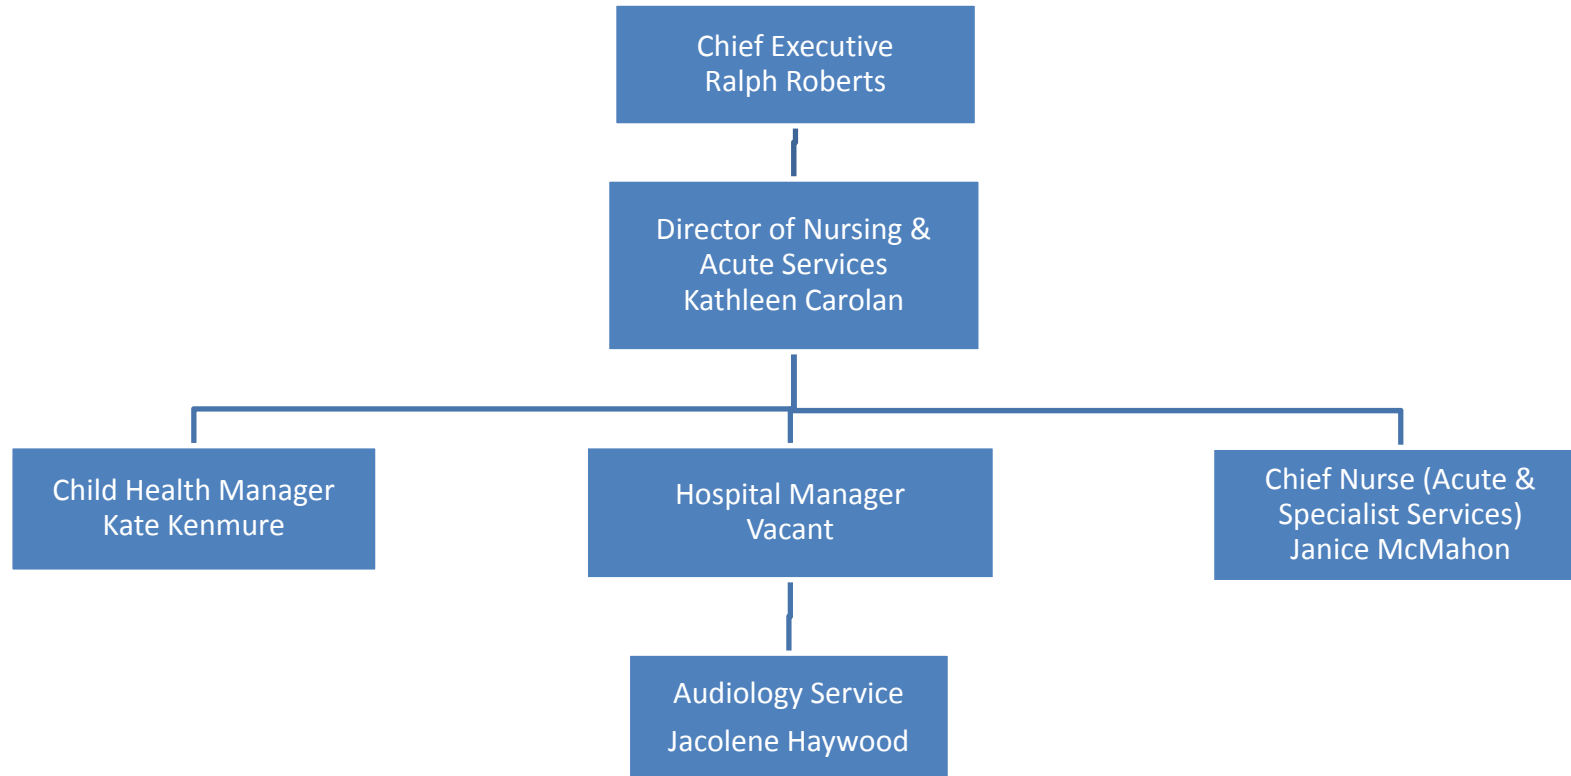 Chief Executive
Ralph Roberts
Director of Nursing &
Acute Services
Kathleen Carolan
Child Health Manager
Kate Kenmure
Hospital Manager
Vacant
Chief Nurse (Acute &
Specialist Services)
Janice McMahon
Audiology Service
Jacolene Haywood